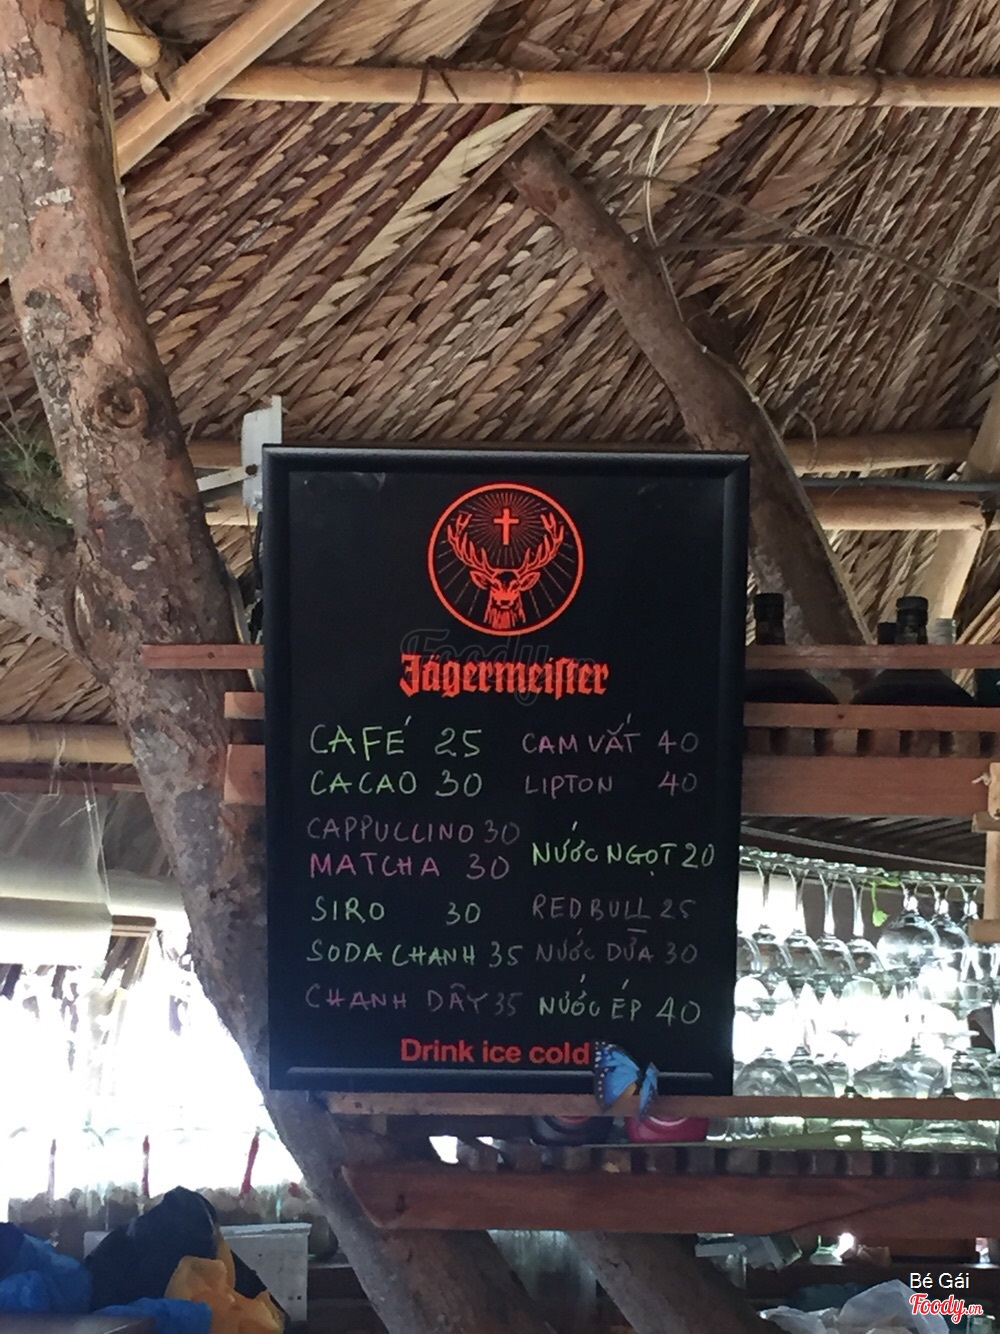 Jägermeister
CAFÉ 25
CACAO 30
CAPPUCCINO 30
MATCHA 30
SIRO 30
SODA CHANH 35
CHANH DÂY 35
CAM VẮT 40
LIPTON 40
NƯỚC NGỌT 20
REDBULL 25
NƯỚC DỪA 30
NƯỚC ÉP 40
Drink ice cold
Foody.vn
Bé Gái
Foody.vn